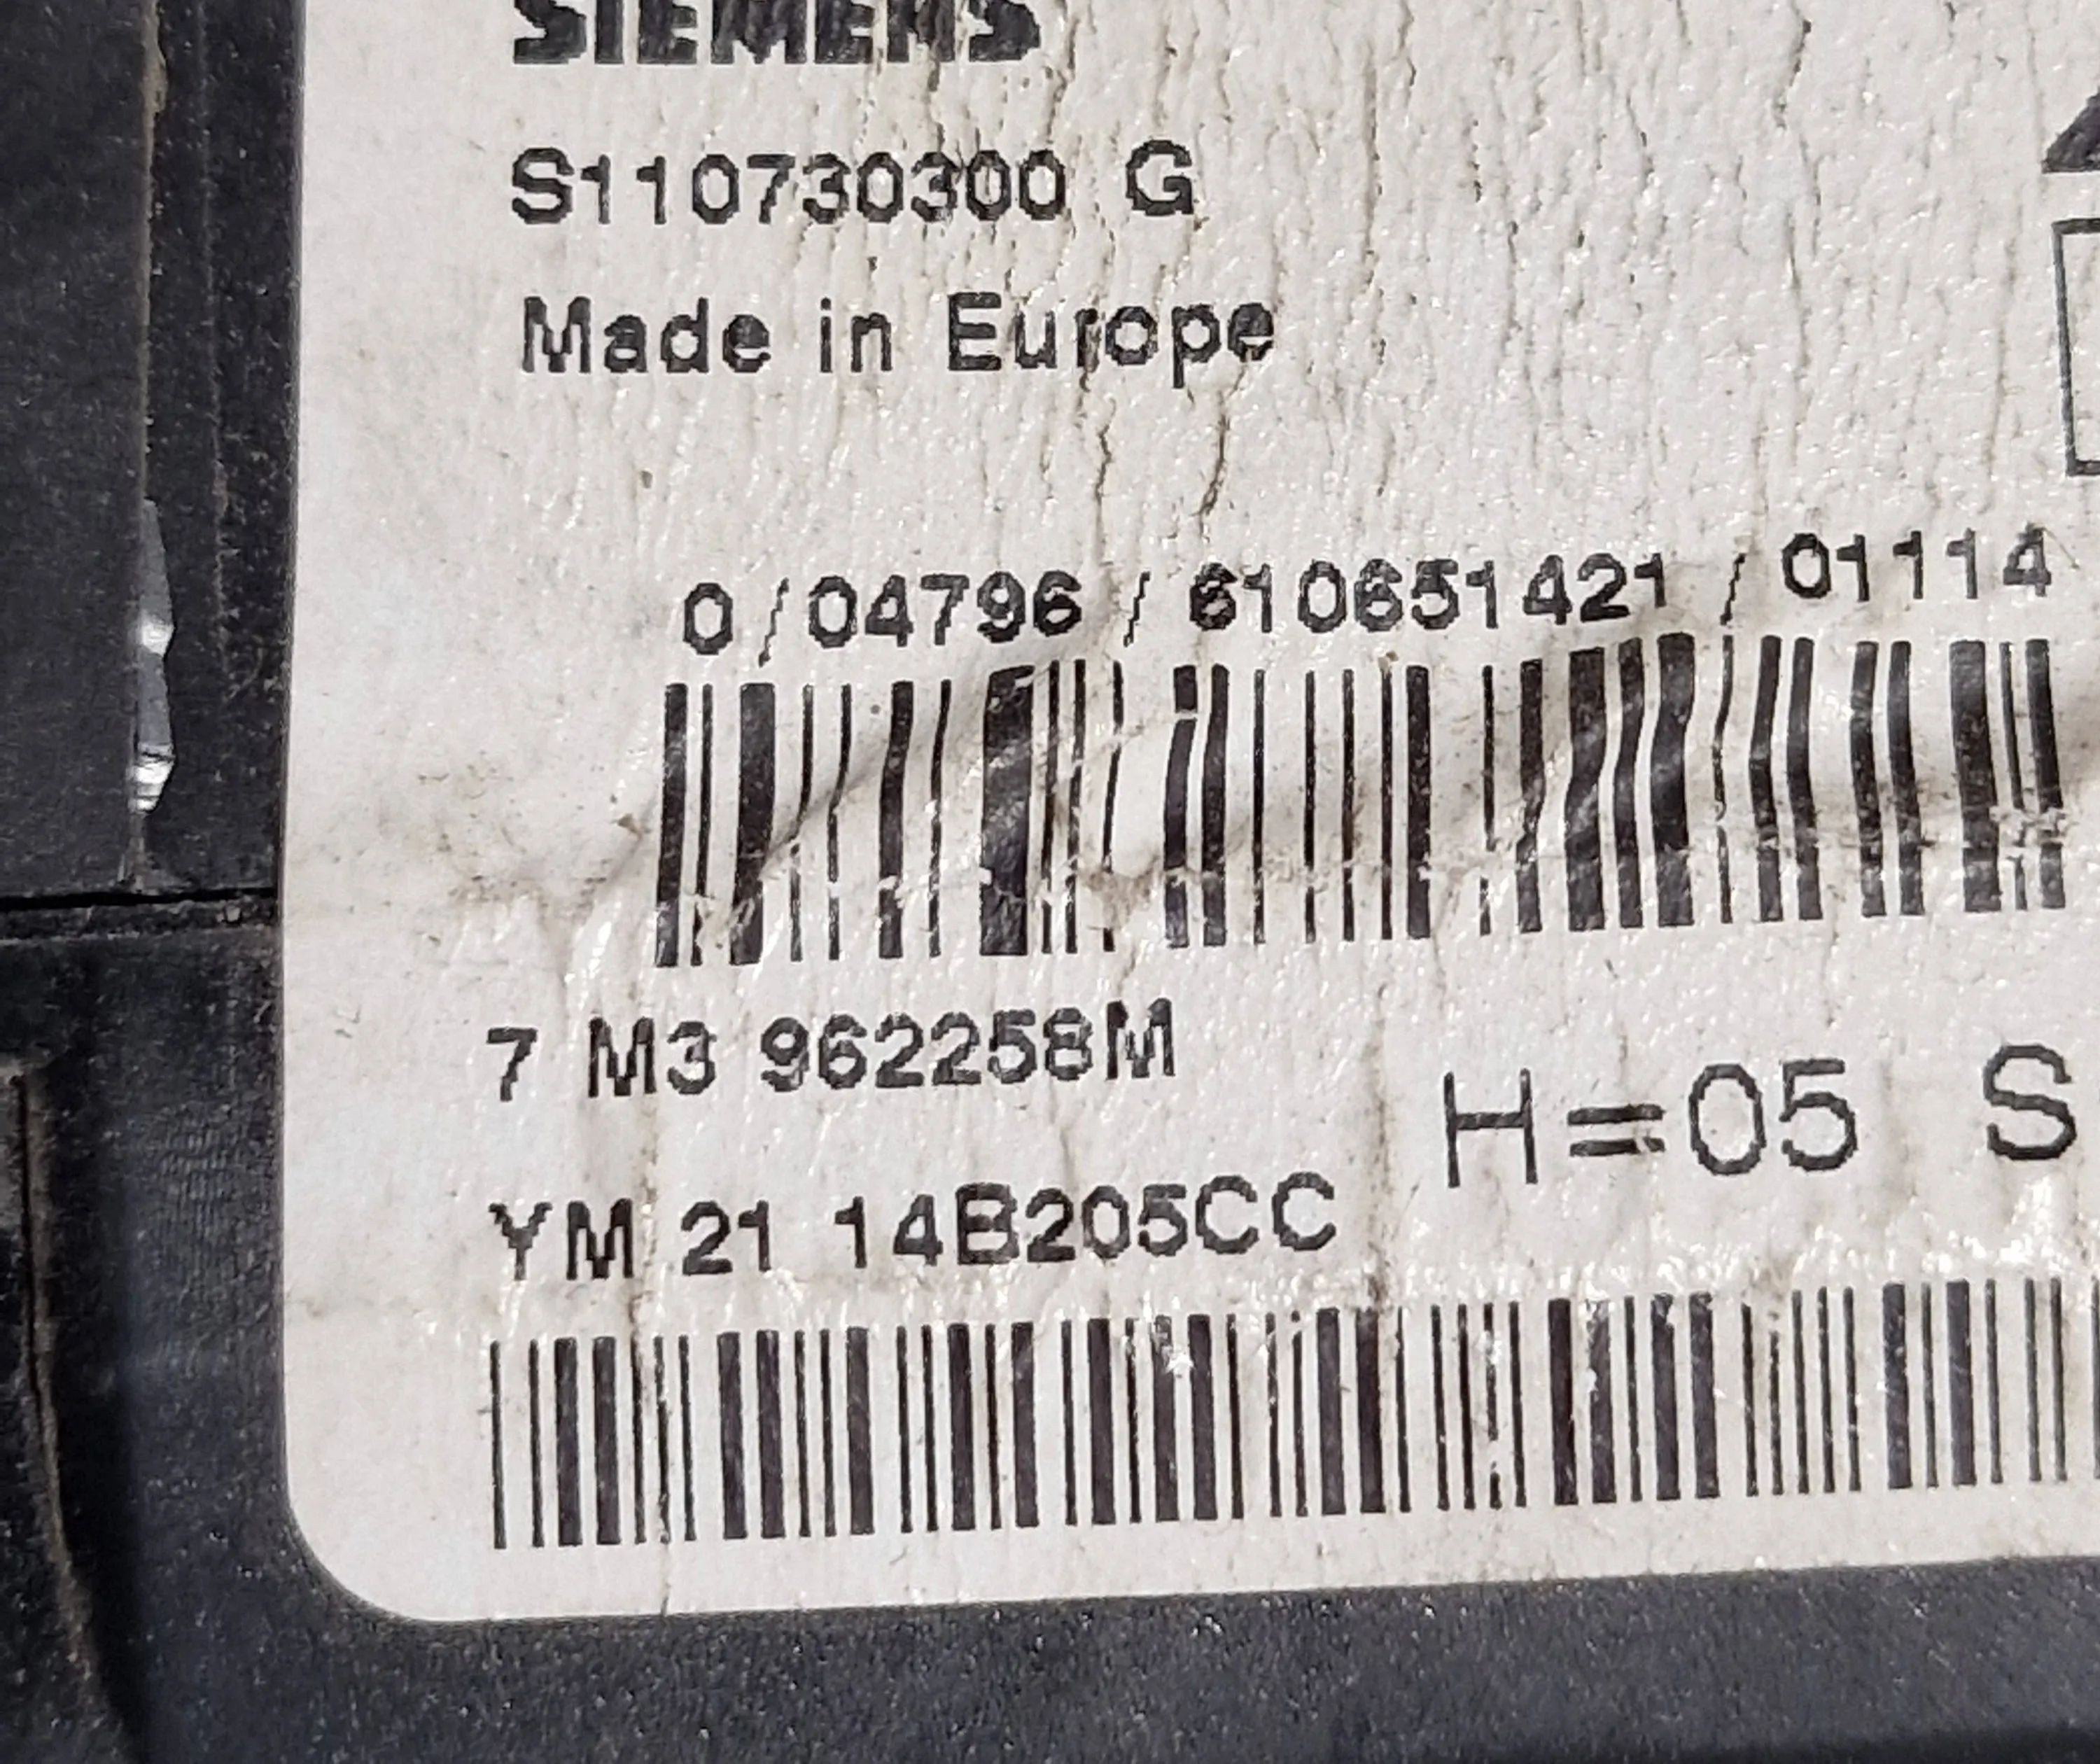 SIEMENS
S110730300 G
Made in Europe
0/04796 / 610651421 / 01114
7 M3 962258M
H=05 S
YM 21 14B205CC